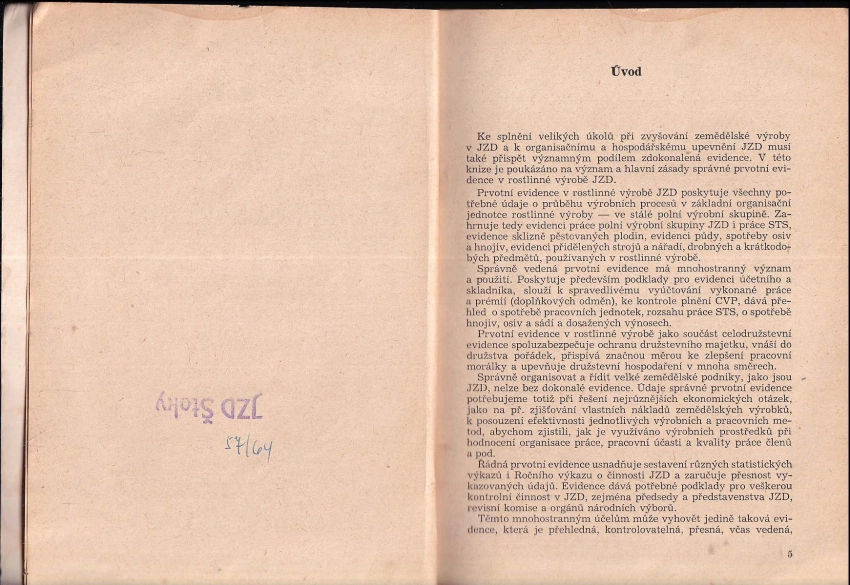 JZD Štoky
57/64
Úvod
Ke splnění velikých úkolů při zvyšování zemědělské výroby
v JZD a k organisačnímu a hospodářskému upevnění JZD musí
také přispět významným podílem zdokonalená evidence. V této
knize je poukázáno na význam a hlavní zásady správné prvotní evi-
dence v rostlinné výrobě JZD.
Prvotní evidence v rostlinné výrobě JZD poskytuje všechny po-
třebné údaje o průběhu výrobních procesů v základní organisační
jednotce rostlinné výroby — ve stálé polní výrobní skupině. Za-
hrnuje tedy evidenci práce polní výrobní skupiny JZD i práce STS,
evidence sklizně pěstovaných plodin, evidenci půdy, spotřeby osiv
a hnojiv, evidenci přidělených strojů a nářadí, drobných a krátkodo-
bých předmětů, používaných v rostlinné výrobě.
Správně vedená prvotní evidence má mnohostranný význam
a použití. Poskytuje především podklady pro evidenci účetního a
skladníka, slouží k spravedlivému vyúčtování vykonané práce
a prémií (doplňkových odměn), ke kontrole plnění CVP, dává pře-
hled o spotřebě pracovních jednotek, rozsahu práce STS, o spotřebě
hnojiv, osiv a sádí a dosažených výnosech.
Prvotní evidence v rostlinné výrobě jako součást celodružstevní
evidence spoluzabezpečuje ochranu družstevního majetku, vnáší do
družstva pořádek, přispívá značnou měrou ke zlepšení pracovní
morálky a upevňuje družstevní hospodaření v mnoha směrech.
Správně organisovat a řídit velké zemědělské podniky, jako jsou
JZD, nelze bez dokonalé evidence. Údaje správné prvotní evidence
potřebujeme totiž při řešení nejrůznějších ekonomických otázek,
jako na př. zjišťování vlastních nákladů zemědělských výrobků,
k posouzení efektivnosti jednotlivých výrobních a pracovních me-
tod, abychom zjistili, jak je využíváno výrobních prostředků při
hodnocení organisace práce, pracovní účasti a kvality práce členů
a pod.
Řádná prvotní evidence usnadňuje sestavení různých statistických
výkazů i Ročního výkazu o činnosti JZD a zaručuje přesnost vy-
kazovaných údajů. Evidence dává potřebné podklady pro veškerou
kontrolní činnost v JZD, zejména předsedy a představenstva JZD,
revisní komise a orgánů národních výborů.
Těmto mnohostranným účelům může vyhovět jedině taková evi-
dence, která je přehledná, kontrolovatelná, přesná, včas vedená,
5